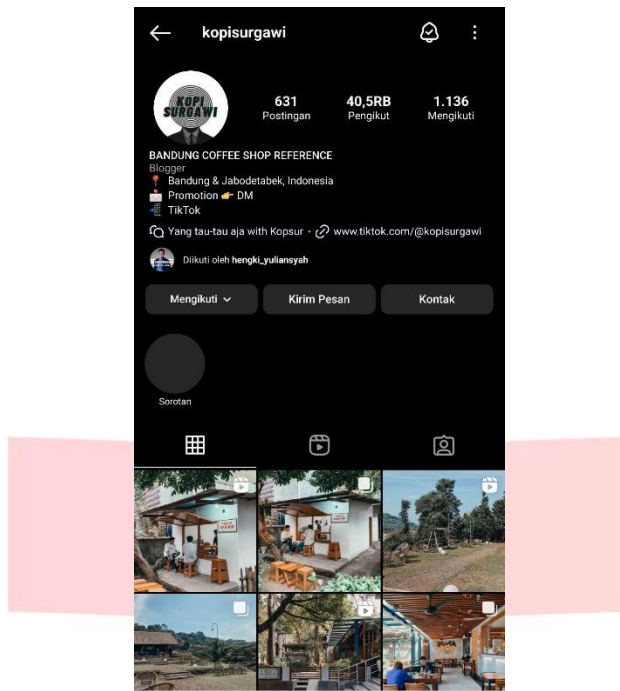 kopisurgawi
KOPI
SURGAWI
631
Postingan
40,5RB
Pengikut
1.136
Mengikuti
BANDUNG COFFEE SHOP REFERENCE
Blogger
Bandung & Jabodetabek, Indonesia
Promotion 👉 DM
TikTok
Yang tau-tau aja with Kopsur · www.tiktok.com/@kopisurgawi
Diikuti oleh hengki_yuliansyah
Mengikuti
Kirim Pesan
Kontak
Sorotan